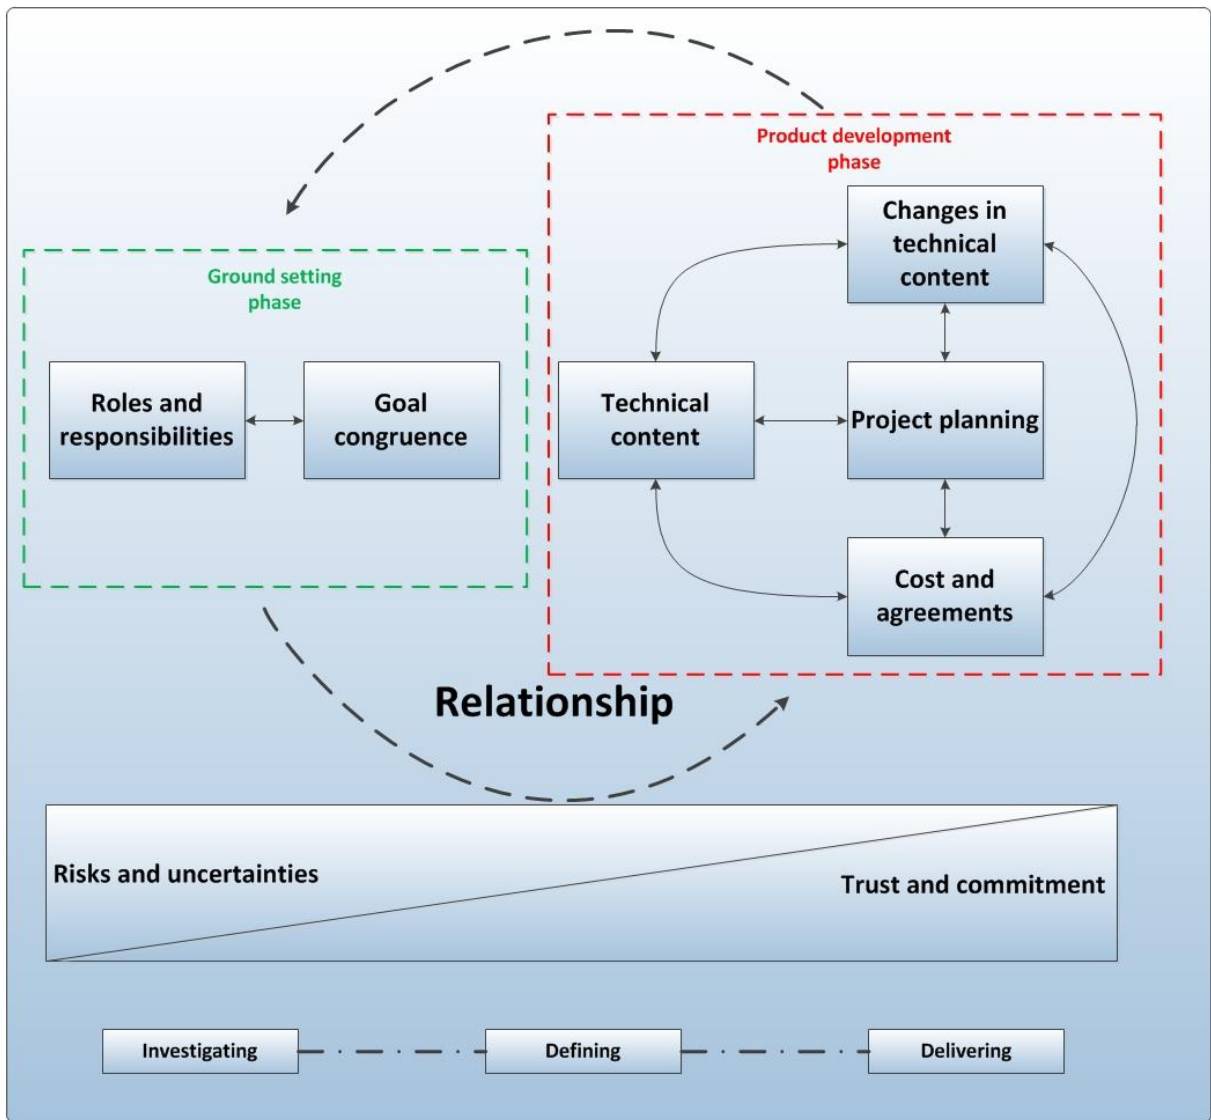 Product development
phase
Changes in
technical
content
Ground setting
phase
Roles and
responsibilities
Goal
congruence
Technical
content
Project planning
Cost and
agreements
Relationship
Risks and uncertainties
Trust and commitment
Investigating
Defining
Delivering